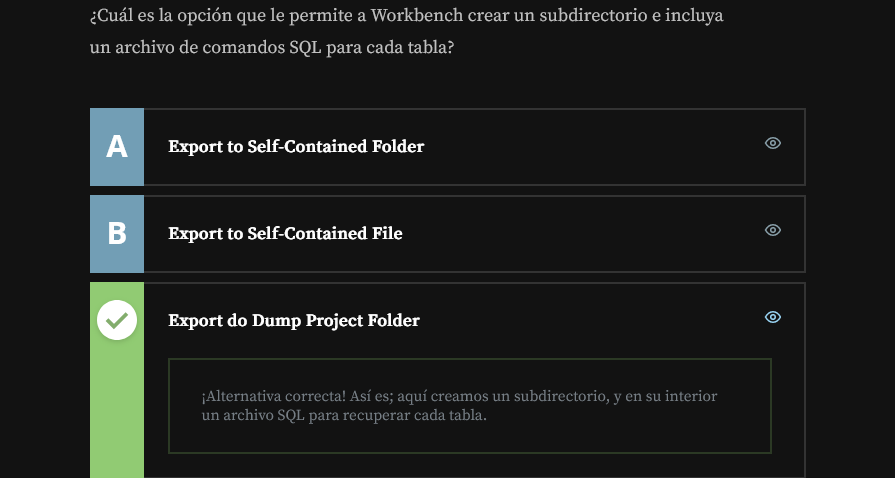 ¿Cuál es la opción que le permite a Workbench crear un subdirectorio e incluya
un archivo de comandos SQL para cada tabla?
A
Export to Self-Contained Folder
B
Export to Self-Contained File
Export do Dump Project Folder
¡Alternativa correcta! Así es; aquí creamos un subdirectorio, y en su interior
un archivo SQL para recuperar cada tabla.